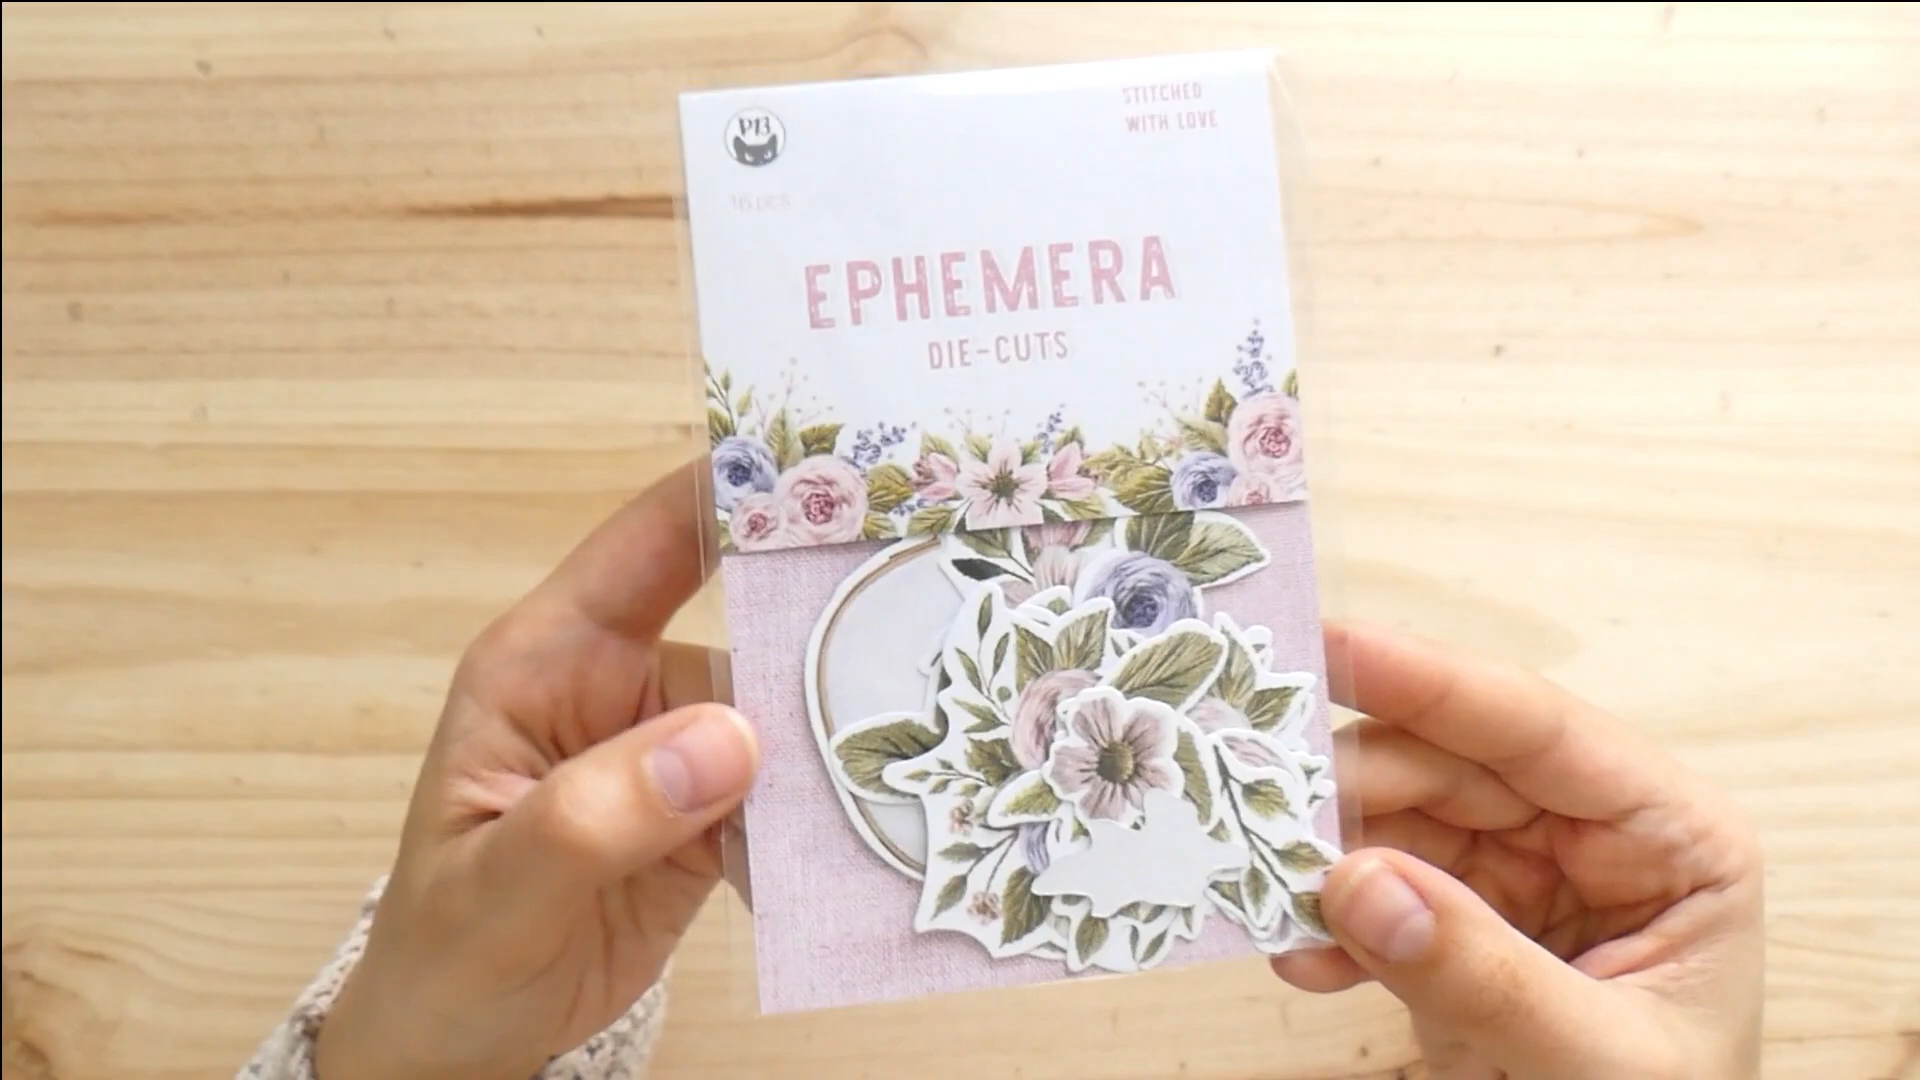 P13
STITCHED
WITH LOVE
16 pcs
EPHEMERA
DIE-CUTS